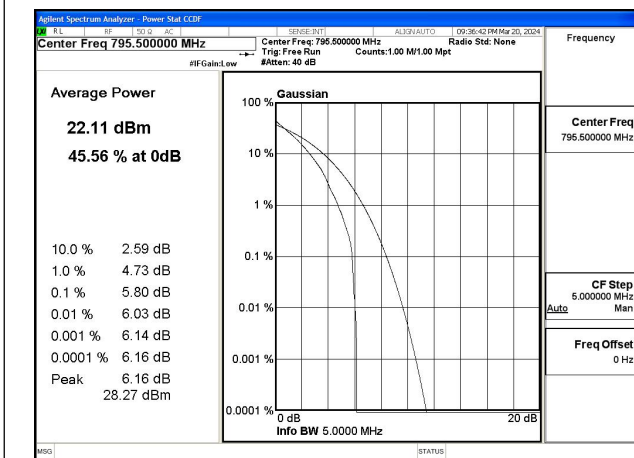 Agilent Spectrum Analyzer - Power Stat CCDF
LXI RL RF 50 Ω AC SENSE:INT ALIGN AUTO 09:36:42 PM Mar 20, 2024
Center Freq 795.500000 MHz
Center Freq: 795.500000 MHz Radio Std: None
Trig: Free Run Counts:1.00 M/1.00 Mpt
#IFGain:Low #Atten: 40 dB
Frequency
Average Power
22.11 dBm
45.56 % at 0dB
10.0 % 2.59 dB
1.0 % 4.73 dB
0.1 % 5.80 dB
0.01 % 6.03 dB
0.001 % 6.14 dB
0.0001 % 6.16 dB
Peak 6.16 dB
28.27 dBm
Gaussian
100 %
10 %
1 %
0.1 %
0.01 %
0.001 %
0.0001 %
0 dB 20 dB
Info BW 5.0000 MHz
Center Freq
795.500000 MHz
CF Step
5.000000 MHz
Auto Man
Freq Offset
0 Hz
MSG STATUS